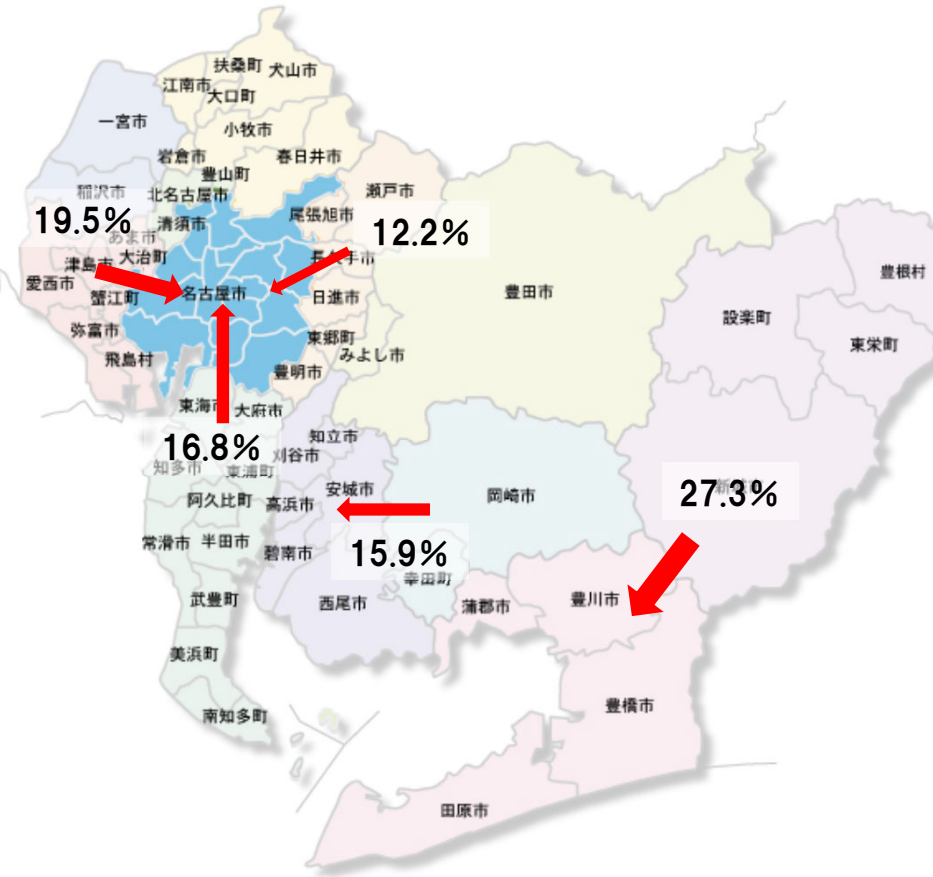 扶桑町
犬山市
江南市
大口町
一宮市
小牧市
岩倉市
春日井市
豊山町
稲沢市
北名古屋市
瀬戸市
19.5%
清須市
尾張旭市
12.2%
あま市
津島市
大治町
長久手市
愛西市
蟹江町
名古屋市
日進市
豊田市
豊根村
設楽町
弥富市
東郷町
東栄町
飛島村
みよし市
豊明市
東海市
大府市
16.8%
知立市
刈谷市
知多市
東浦町
安城市
阿久比町
高浜市
岡崎市
27.3%
常滑市
半田市
碧南市
15.9%
幸田町
武豊町
西尾市
蒲郡市
豊川市
美浜町
南知多町
豊橋市
田原市